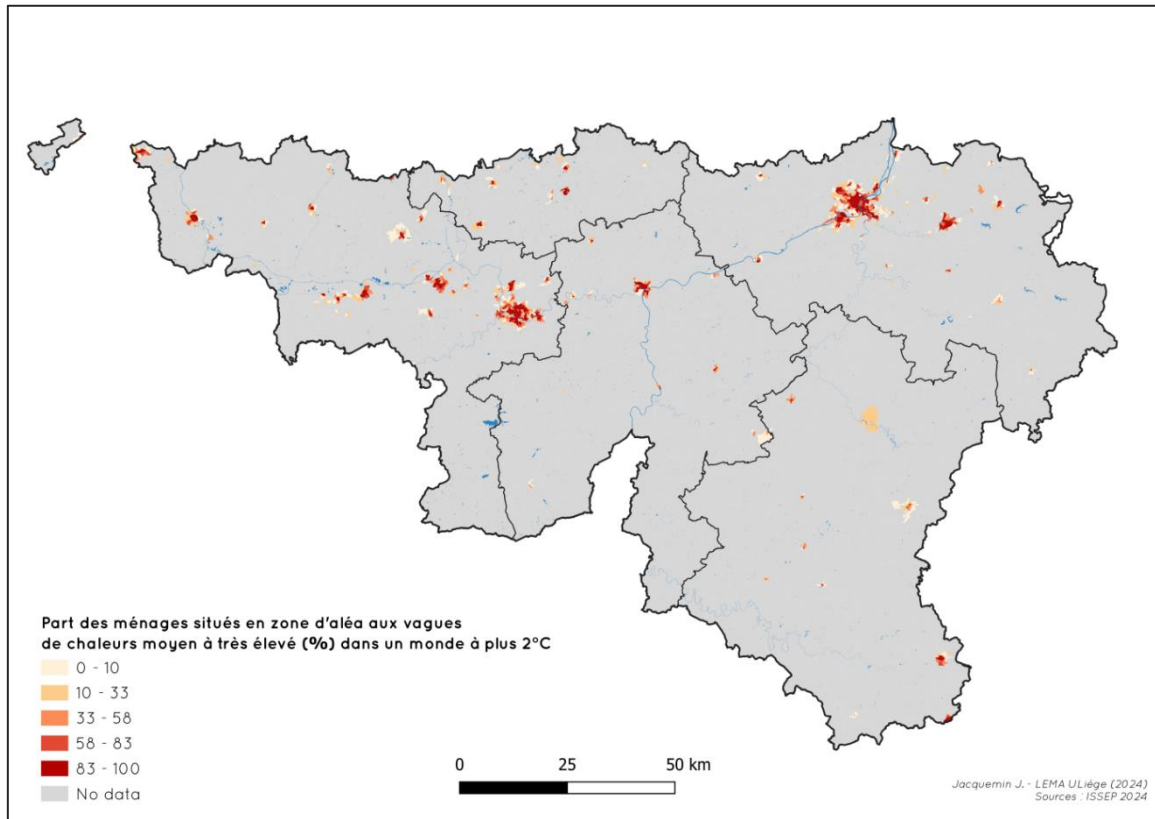 Part des ménages situés en zone d'aléa aux vagues
de chaleurs moyen à très élevé (%) dans un monde à plus 2°C
0 - 10
10 - 33
33 - 58
58 - 83
83 - 100
No data
0 25 50 km
Jacquemin J. - LEMA ULiége (2024)
Sources : ISSEP 2024